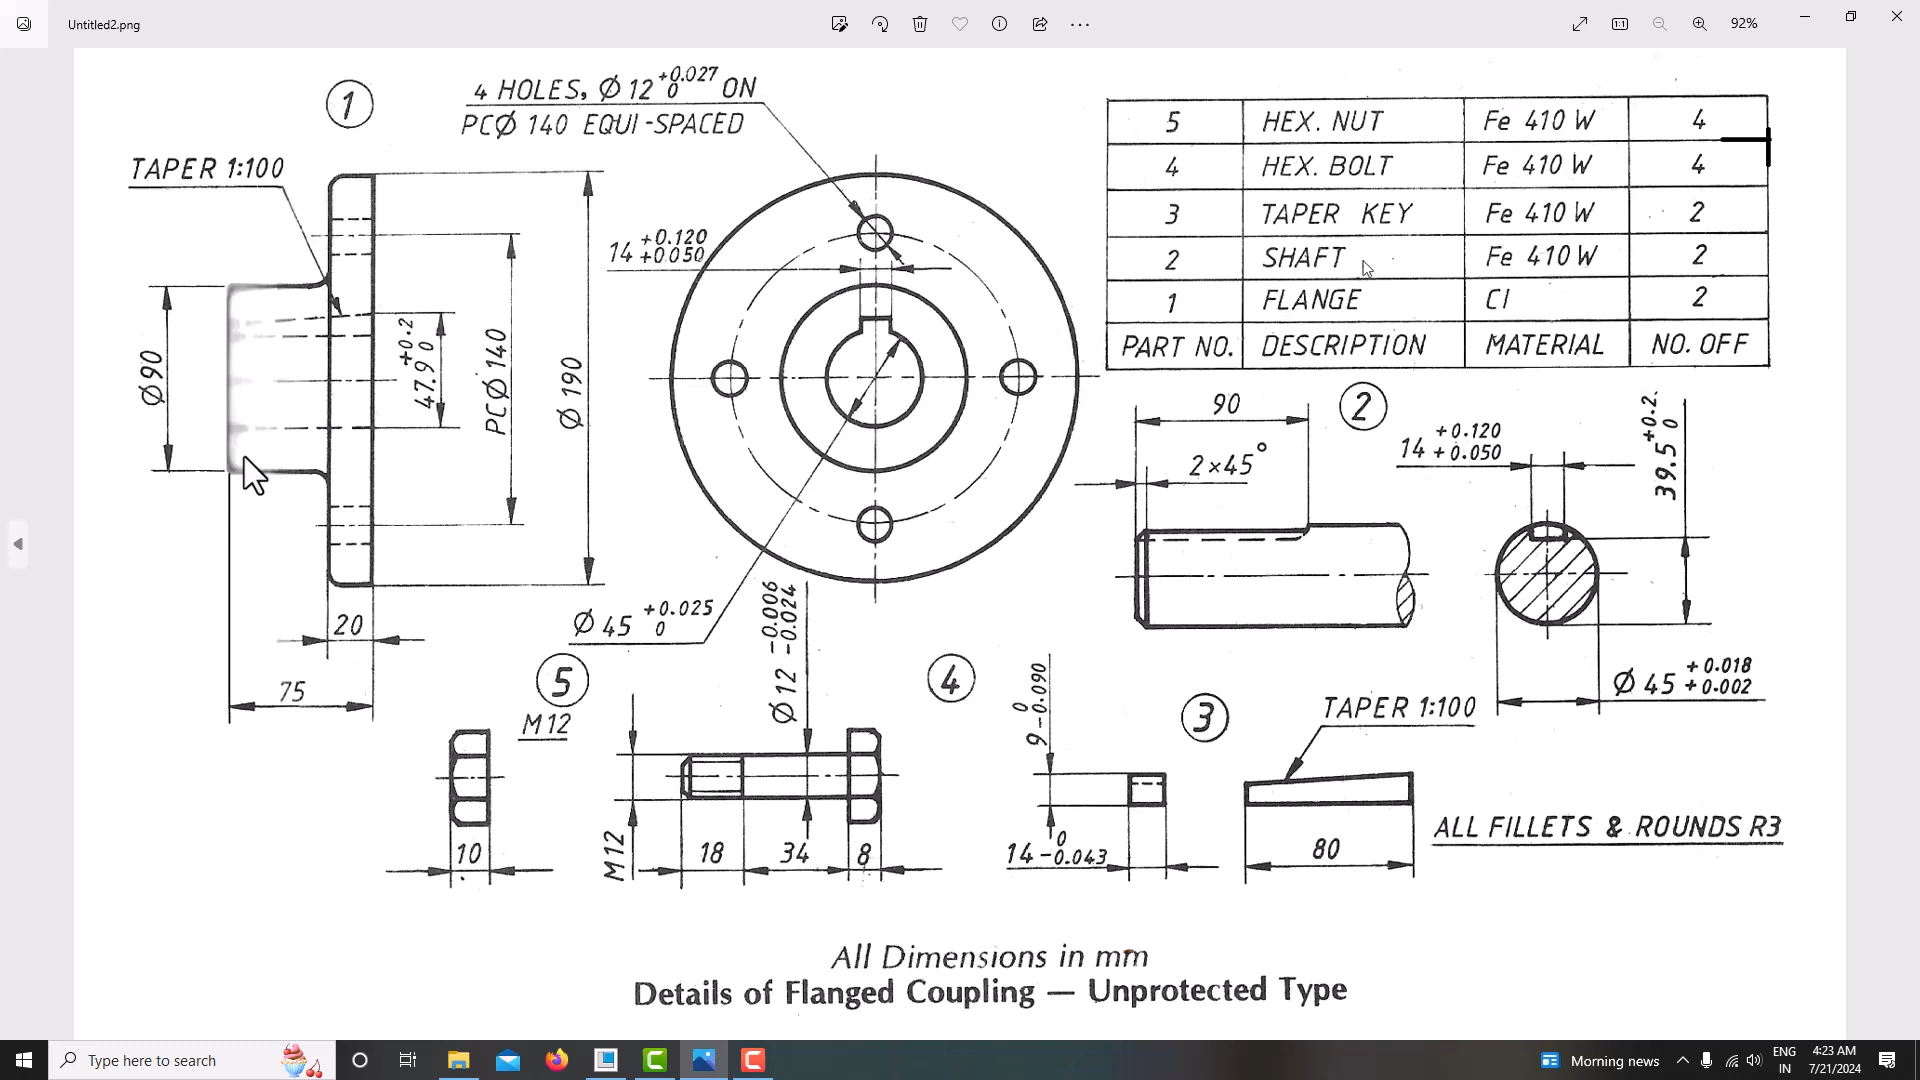 Untitled2.png
92%
1
4 HOLES, Ø 12 +0.027 0 ON
PCØ 140 EQUI-SPACED
TAPER 1:100
14 +0.120 +0.050
Ø90
47.9 +0.2 0
PCØ 140
Ø 190
20
75
Ø 45 +0.025 0
5 HEX. NUT Fe 410 W 4
4 HEX. BOLT Fe 410 W 4
3 TAPER KEY Fe 410 W 2
2 SHAFT Fe 410 W 2
1 FLANGE CI 2
PART NO. DESCRIPTION MATERIAL NO. OFF
2
90
2×45°
14 +0.120 +0.050
39.5 +0.2 0
Ø 45 +0.018 +0.002
5
M12
10
4
Ø 12 -0.006 -0.024
M12
18 34 8
3
9 0 -0.090
14 0 -0.043
TAPER 1:100
80
ALL FILLETS & ROUNDS R3
All Dimensions in mm
Details of Flanged Coupling — Unprotected Type
Type here to search
Morning news
ENG
IN
4:23 AM
7/21/2024